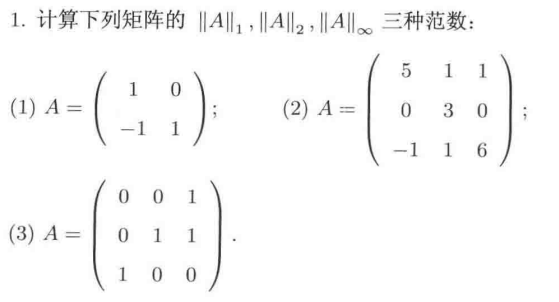 1. 计算下列矩阵的 ‖A‖₁, ‖A‖₂, ‖A‖∞ 三种范数:
(1) A = ( 1 0 ; -1 1 ); (2) A = ( 5 1 1 ; 0 3 0 ; -1 1 6 );
(3) A = ( 0 0 1 ; 0 1 1 ; 1 0 0 ).